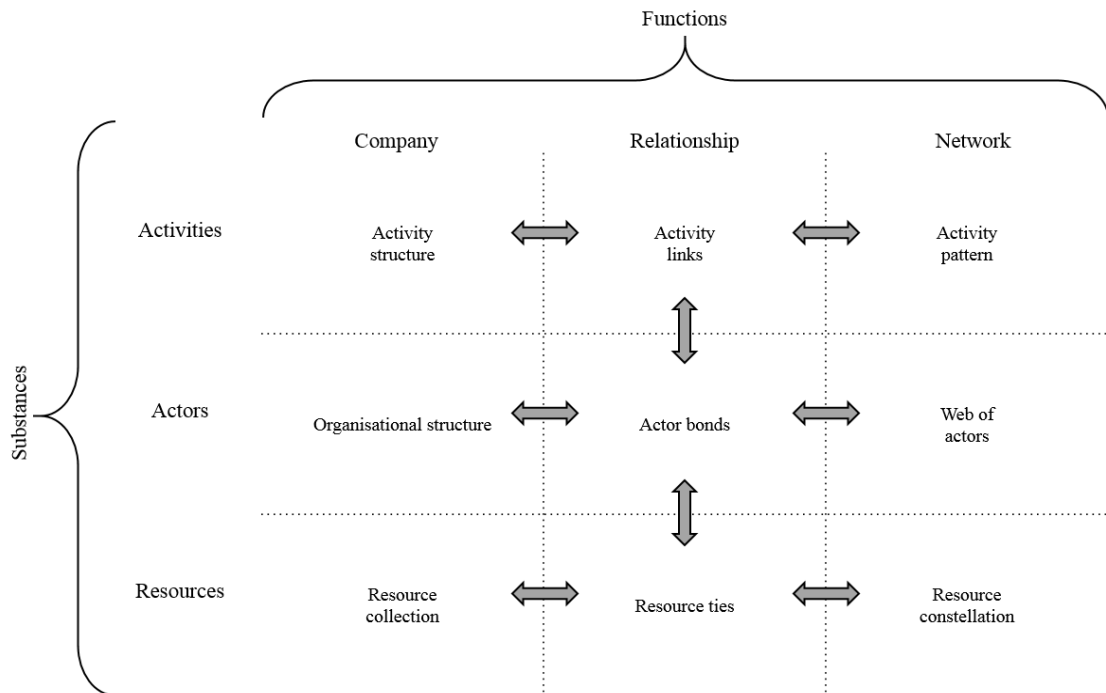 Functions
Company
Relationship
Network
Substances
Activities
Activity
structure
Activity
links
Activity
pattern
Actors
Organisational structure
Actor bonds
Web of
actors
Resources
Resource
collection
Resource ties
Resource
constellation